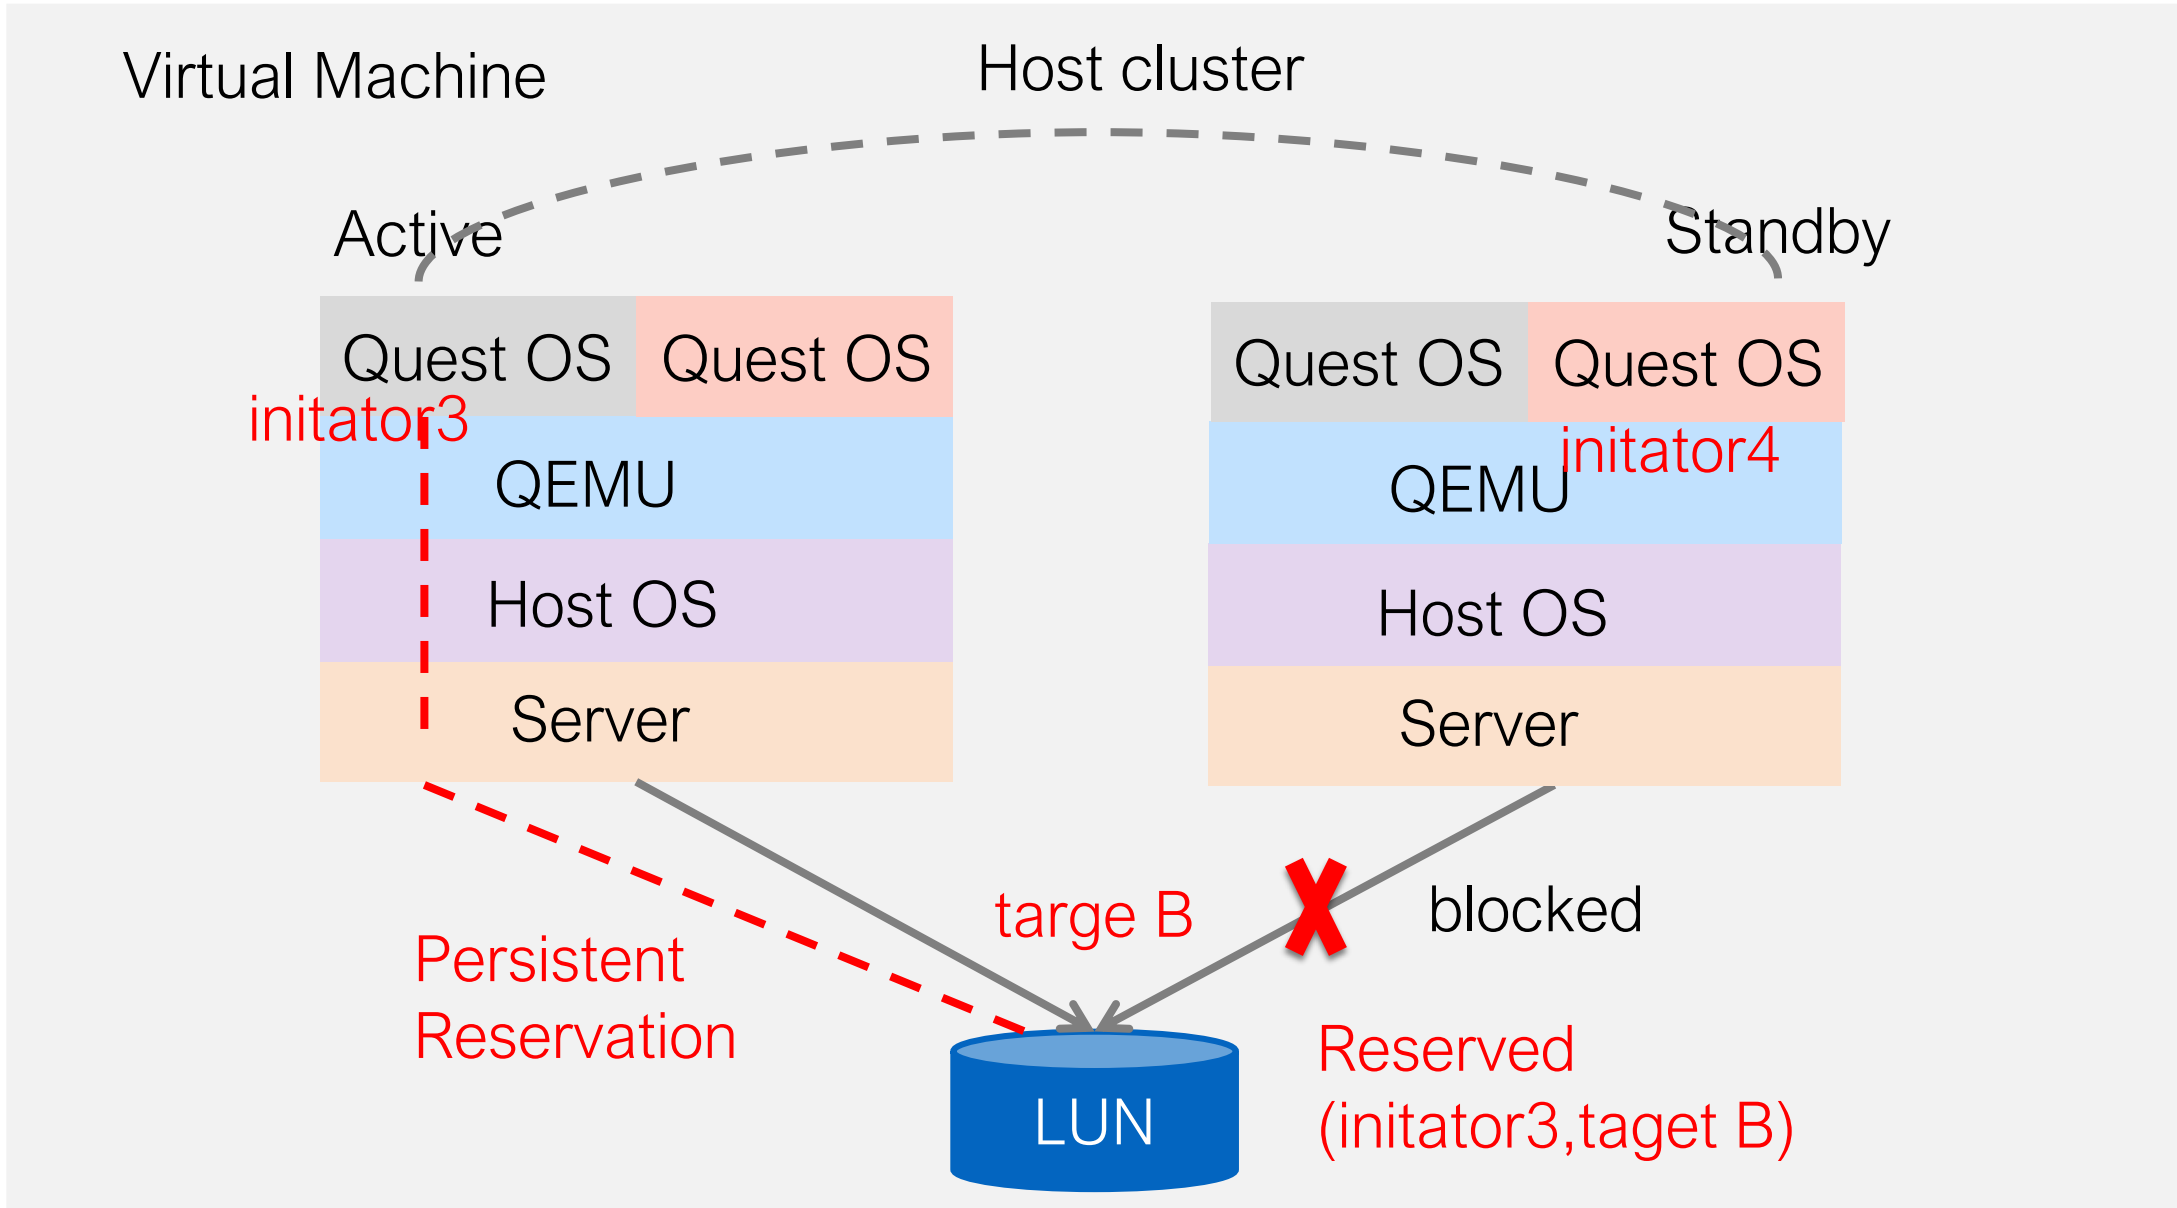 Virtual Machine
Host cluster
Active
Standby
Quest OS
Quest OS
Quest OS
Quest OS
initator3
initator4
QEMU
QEMU
Host OS
Host OS
Server
Server
targe B
blocked
Persistent
Reservation
Reserved
(initator3,taget B)
LUN